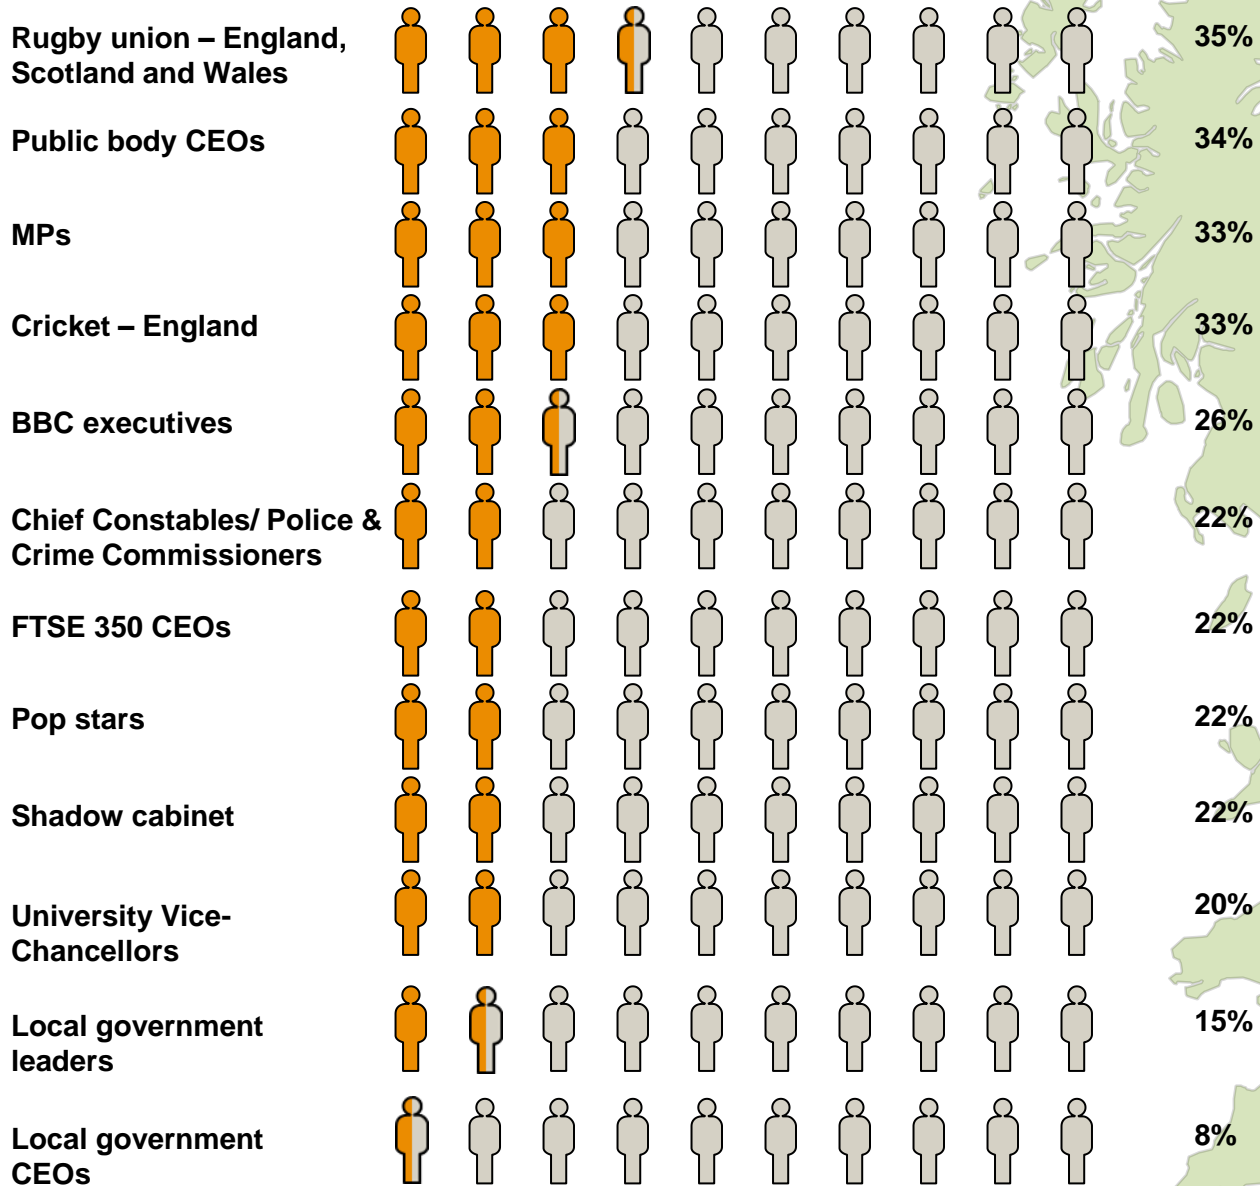 Rugby union – England,
Scotland and Wales
35%
Public body CEOs
34%
MPs
33%
Cricket – England
33%
BBC executives
26%
Chief Constables/ Police &
Crime Commissioners
22%
FTSE 350 CEOs
22%
Pop stars
22%
Shadow cabinet
22%
University Vice-
Chancellors
20%
Local government
leaders
15%
Local government
CEOs
8%